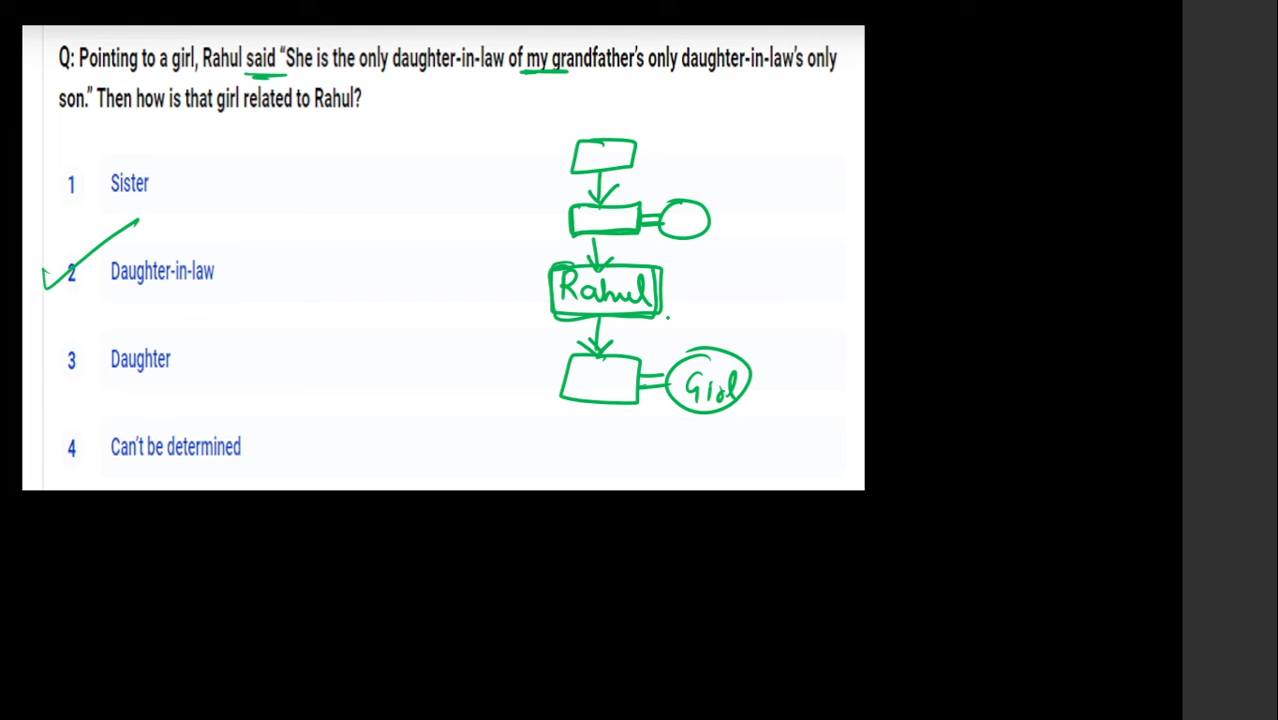 Q: Pointing to a girl, Rahul said “She is the only daughter-in-law of my grandfather’s only daughter-in-law’s only
son.” Then how is that girl related to Rahul?
1 Sister
2 Daughter-in-law
3 Daughter
4 Can’t be determined
Rahul
Girl